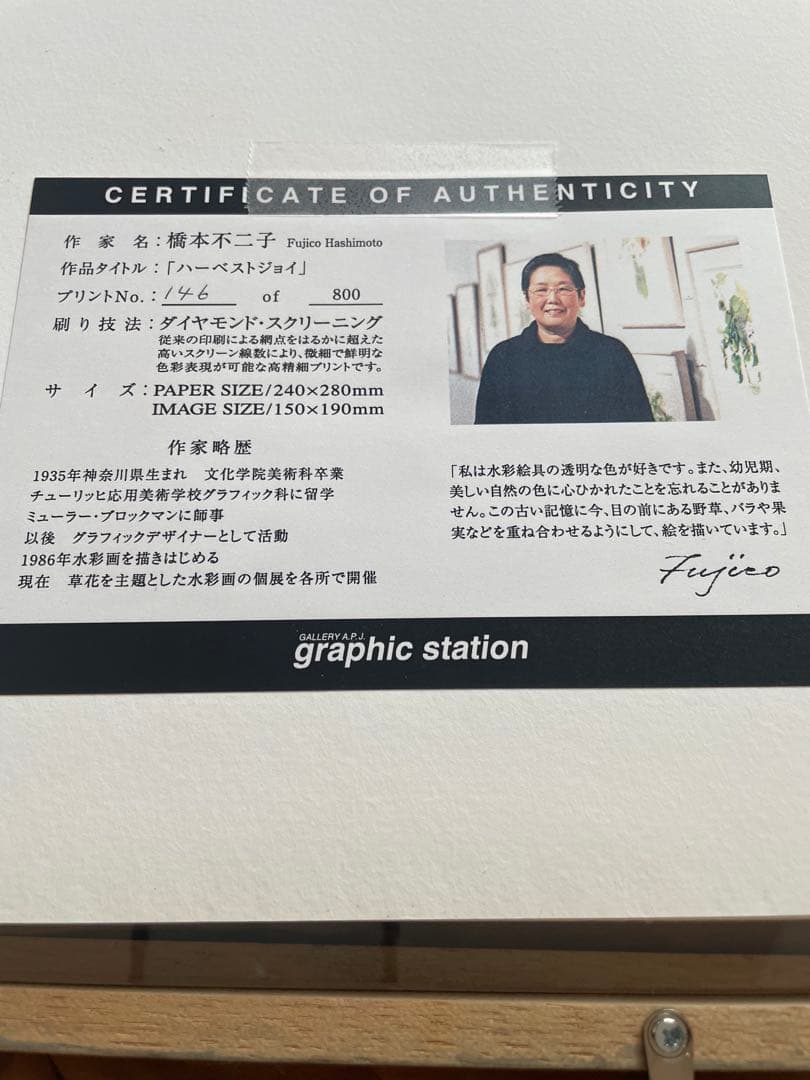 CERTIFICATE OF AUTHENTICITY
作家名：橋本不二子 Fujico Hashimoto
作品タイトル：「ハーベストジョイ」
プリントNo.：146 of 800
刷り技法：ダイヤモンド・スクリーニング
従来の印刷による網点をはるかに超えた
高いスクリーン線数により、微細で鮮明な
色彩表現が可能な高精細プリントです。
サイズ：PAPER SIZE/240×280mm
IMAGE SIZE/150×190mm
作家略歴
1935年神奈川県生まれ 文化学院美術科卒業
チューリッヒ応用美術学校グラフィック科に留学
ミューラー・ブロックマンに師事
以後 グラフィックデザイナーとして活動
1986年水彩画を描きはじめる
現在 草花を主題とした水彩画の個展を各所で開催
「私は水彩絵具の透明な色が好きです。また、幼児期、
美しい自然の色に心ひかれたことを忘れることがありま
せん。この古い記憶に今、目の前にある野草、バラや果
実などを重ね合わせるようにして、絵を描いています。」
Fujico
GALLERY A.P.J.
graphic station